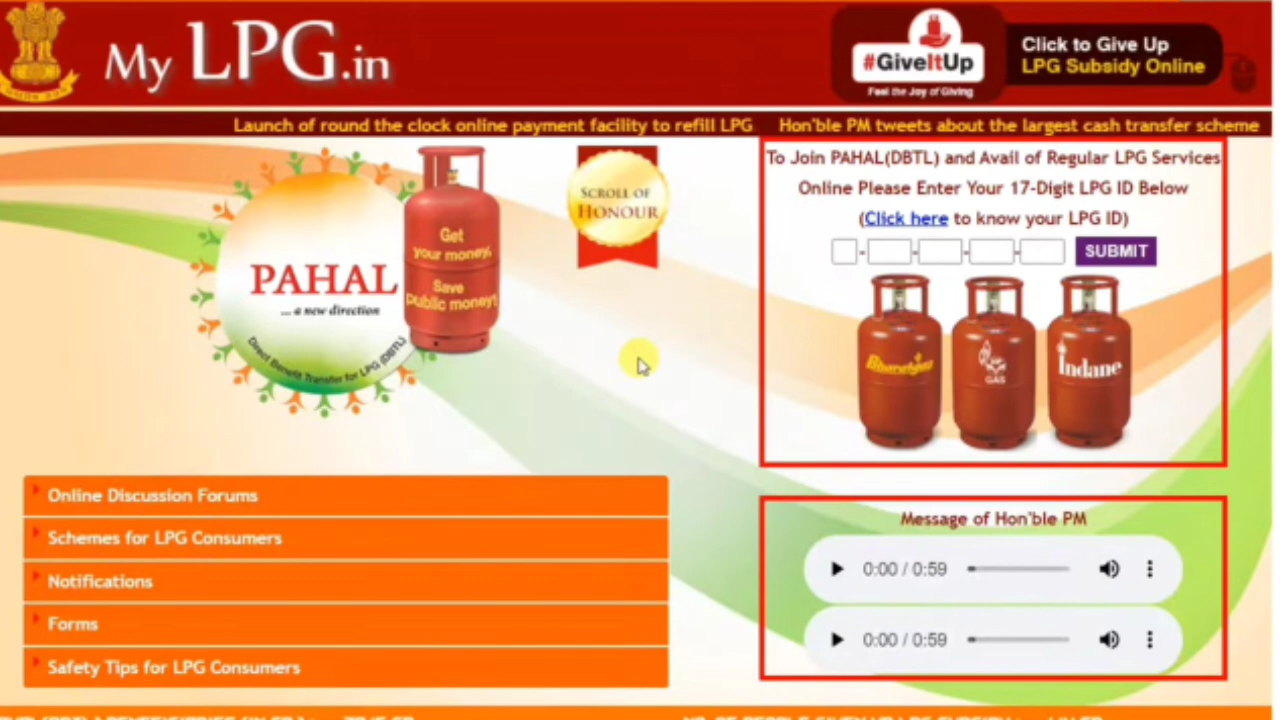 My LPG.in
#GiveItUp
Feel the Joy of Giving
Click to Give Up
LPG Subsidy Online
Launch of round the clock online payment facility to refill LPG
Hon'ble PM tweets about the largest cash transfer scheme
PAHAL
... a new direction
Direct Benefit Transfer for LPG (DBTL)
Get
your money,
Save
public money!
SCROLL OF
HONOUR
To Join PAHAL(DBTL) and Avail of Regular LPG Services
Online Please Enter Your 17-Digit LPG ID Below
(Click here to know your LPG ID)
- - - - SUBMIT
Bharatgas
GAS
Indane
Online Discussion Forums
Schemes for LPG Consumers
Notifications
Forms
Safety Tips for LPG Consumers
Message of Hon'ble PM
0:00 / 0:59
0:00 / 0:59